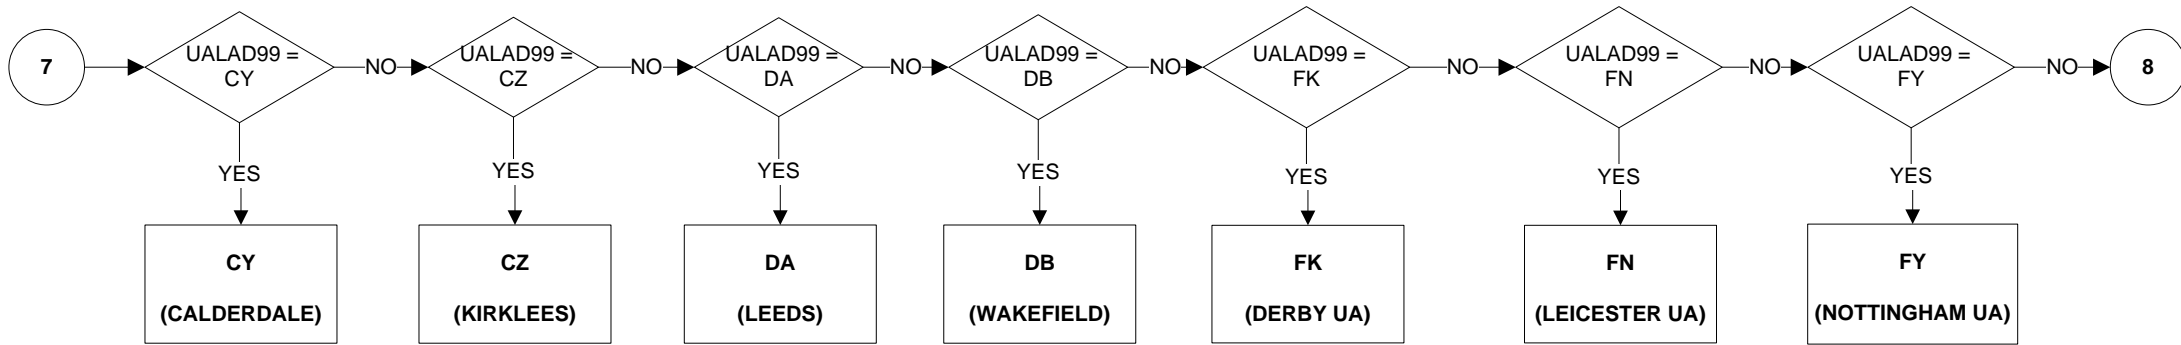 7
UALAD99 =
CY
NO
UALAD99 =
CZ
NO
UALAD99 =
DA
NO
UALAD99 =
DB
NO
UALAD99 =
FK
NO
UALAD99 =
FN
NO
UALAD99 =
FY
NO
8
YES
YES
YES
YES
YES
YES
YES
CY
(CALDERDALE)
CZ
(KIRKLEES)
DA
(LEEDS)
DB
(WAKEFIELD)
FK
(DERBY UA)
FN
(LEICESTER UA)
FY
(NOTTINGHAM UA)